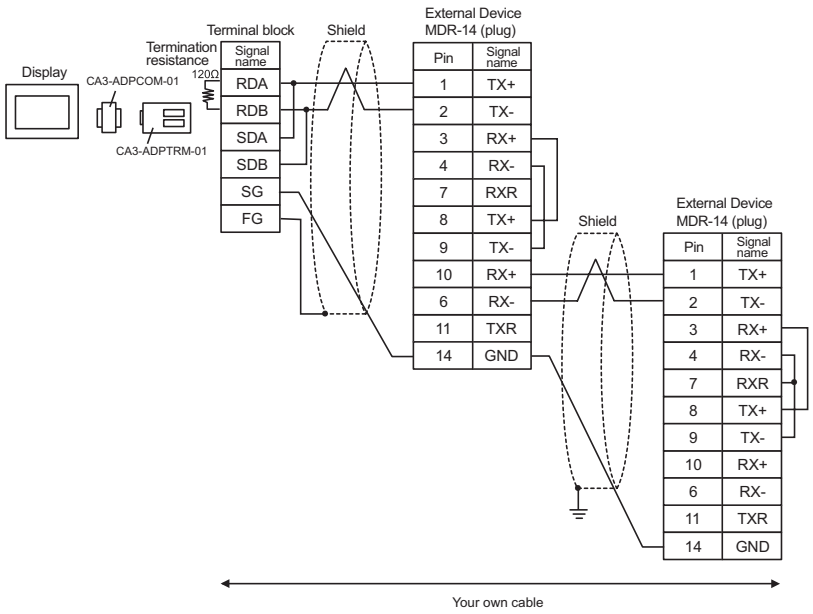 Display
CA3-ADPCOM-01
CA3-ADPTRM-01
Termination
resistance
120Ω
Terminal block
Signal
name
RDA
RDB
SDA
SDB
SG
FG
Shield
External Device
MDR-14 (plug)
Pin Signal
name
1 TX+
2 TX-
3 RX+
4 RX-
7 RXR
8 TX+
9 TX-
10 RX+
6 RX-
11 TXR
14 GND
Shield
External Device
MDR-14 (plug)
Pin Signal
name
1 TX+
2 TX-
3 RX+
4 RX-
7 RXR
8 TX+
9 TX-
10 RX+
6 RX-
11 TXR
14 GND
Your own cable